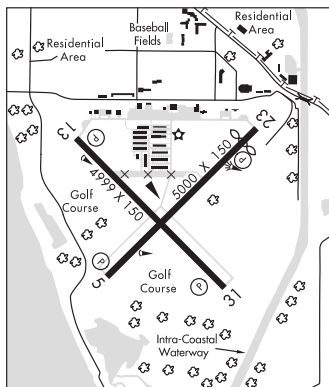 Residential
Area
Baseball
Fields
Residential
Area
13
P
23
4999 X 150
5000 X 150
P
Golf
Course
P
5
Golf
Course
P
31
Intra-Coastal
Waterway